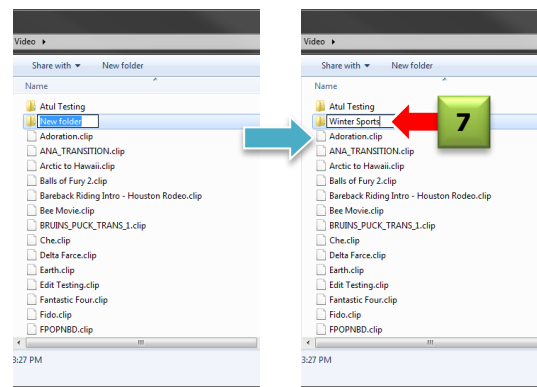 Video ▸
Share with ▼ New folder
Name
Atul Testing
New folder
Adoration.clip
ANA_TRANSITION.clip
Arctic to Hawaii.clip
Balls of Fury 2.clip
Bareback Riding Intro - Houston Rodeo.clip
Bee Movie.clip
BRUINS_PUCK_TRANS_1.clip
Che.clip
Delta Farce.clip
Earth.clip
Edit Testing.clip
Fantastic Four.clip
Fido.clip
FPOPNBD.clip
3:27 PM
Video ▸
Share with ▼ New folder
Name
Atul Testing
Winter Sports
7
Adoration.clip
ANA_TRANSITION.clip
Arctic to Hawaii.clip
Balls of Fury 2.clip
Bareback Riding Intro - Houston Rodeo.clip
Bee Movie.clip
BRUINS_PUCK_TRANS_1.clip
Che.clip
Delta Farce.clip
Earth.clip
Edit Testing.clip
Fantastic Four.clip
Fido.clip
FPOPNBD.clip
3:27 PM